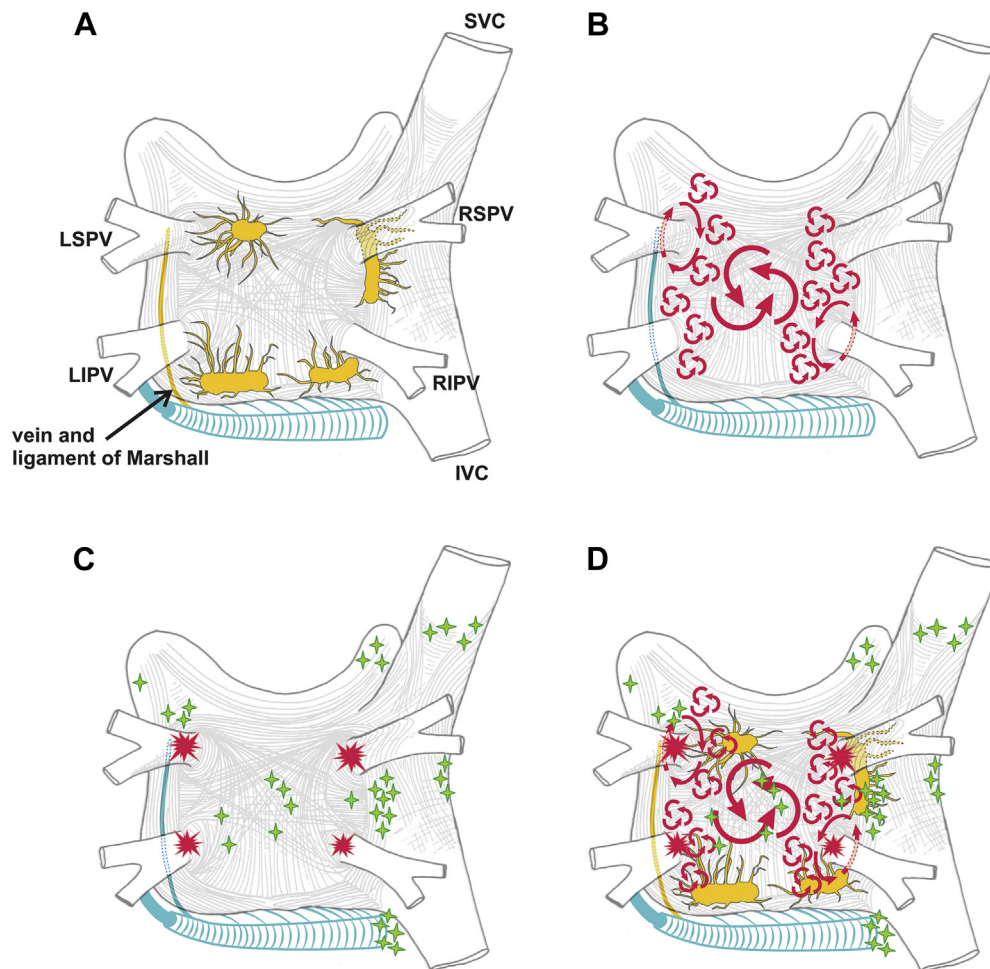 A
SVC
B
LSPV
RSPV
LIPV
RIPV
vein and
ligament of Marshall
IVC
C
D